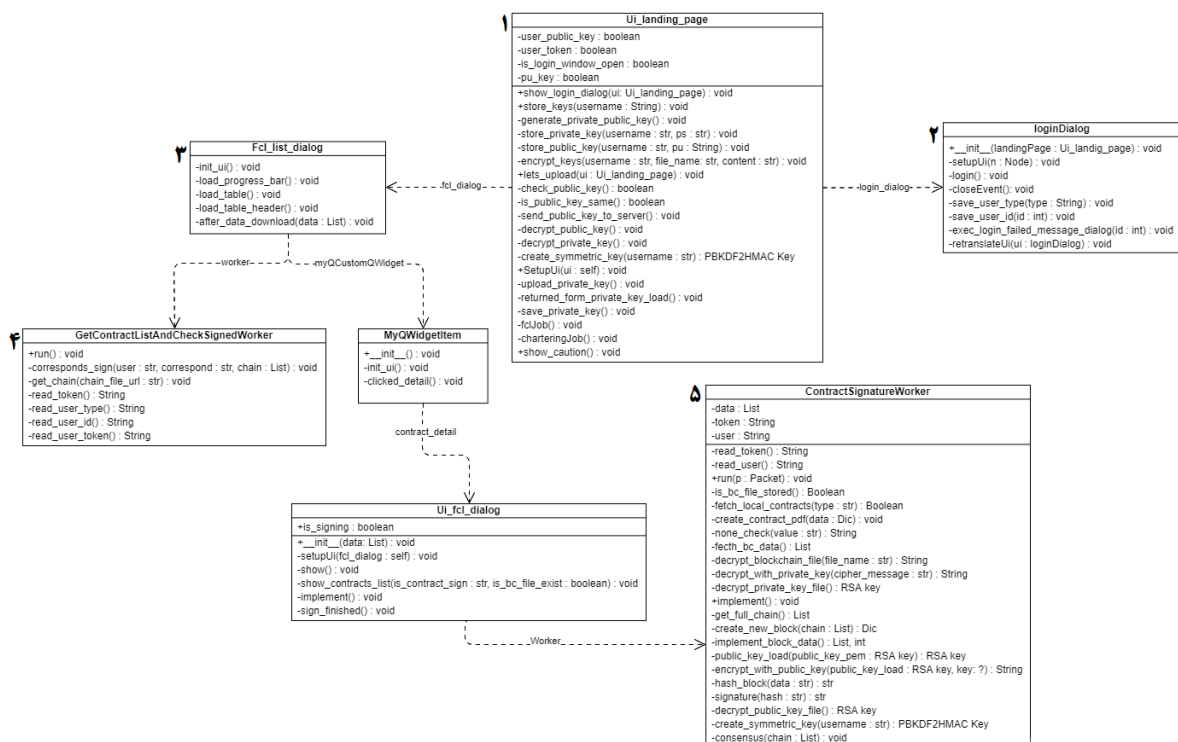 ۱
Ui_landing_page
-user_public_key : boolean
-user_token : boolean
-is_login_window_open : boolean
-pu_key : boolean
+show_login_dialog(ui: Ui_landing_page) : void
+store_keys(username : String) : void
-generate_private_public_key() : void
-store_private_key(username : str, ps : str) : void
-store_public_key(username : str, pu : String) : void
-encrypt_keys(username : str, file_name: str, content : str) : void
+lets_upload(ui : Ui_landing_page) : void
-check_public_key() : boolean
-is_public_key_same() : boolean
-send_public_key_to_server() : void
-decrypt_public_key() : void
-decrypt_private_key() : void
-create_symmetric_key(username : str) : PBKDF2HMAC Key
+SetupUi(ui : self) : void
-upload_private_key() : void
-returned_form_private_key_load() : void
-save_private_key() : void
-fclJob() : void
-charteringJob() : void
+show_caution() : void
۲
loginDialog
+__init__(landingPage : Ui_landig_page) : void
-setupUi(n : Node) : void
-login() : void
-closeEvent() : void
-save_user_type(type : String) : void
-save_user_id(id : int) : void
-exec_login_failed_message_dialog(id : int) : void
-retranslateUi(ui : loginDialog) : void
۳
Fcl_list_dialog
-init_ui() : void
-load_progress_bar() : void
-load_table() : void
-load_table_header() : void
-after_data_download(data : List) : void
fcl_dialog
login_dialog
worker
myQCustomQWidget
۴
GetContractListAndCheckSignedWorker
+run() : void
-corresponds_sign(user : str, correspond : str, chain : List) : void
-get_chain(chain_file_url : str) : void
-read_token() : String
-read_user_type() : String
-read_user_id() : String
-read_user_token() : String
MyQWidgetItem
+__init__() : void
-init_ui() : void
-clicked_detail() : void
contract_detail
Ui_fcl_dialog
+is_signing : boolean
+__init__(data: List) : void
-setupUi(fcl_dialog : self) : void
-show() : void
-show_contracts_list(is_contract_sign : str, is_bc_file_exist : boolean) : void
-implement() : void
-sign_finished() : void
Worker
۵
ContractSignatureWorker
-data : List
-token : String
-user : String
-read_token() : String
-read_user() : String
+run(p : Packet) : void
-is_bc_file_stored() : Boolean
-fetch_local_contracts(type : str) : Boolean
-create_contract_pdf(data : Dic) : void
-none_check(value : str) : String
-fecth_bc_data() : List
-decrypt_blockchain_file(file_name : str) : String
-decrypt_with_private_key(cipher_message : str) : String
-decrypt_private_key_file() : RSA key
+implement() : void
-get_full_chain() : List
-create_new_block(chain : List) : Dic
-implement_block_data() : List, int
-public_key_load(public_key_pem : RSA key) : RSA key
-encrypt_with_public_key(public_key_load : RSA key, key: ?) : String
-hash_block(data : str) : str
-signature(hash : str) : str
-decrypt_public_key_file() : RSA key
-create_symmetric_key(username : str) : PBKDF2HMAC Key
-consensus(chain : List) : void